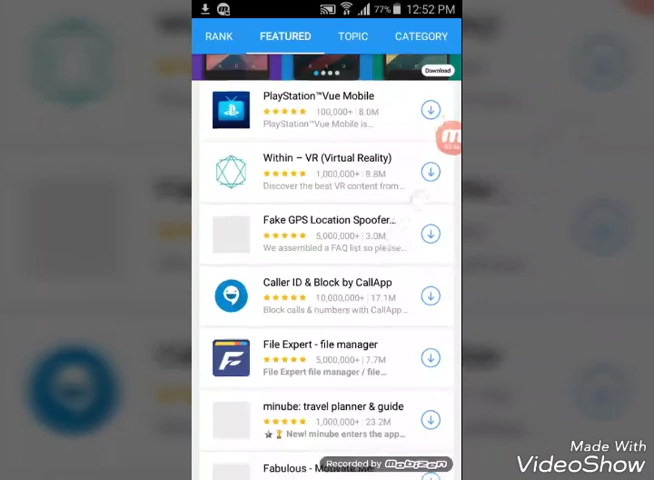 77% 12:52 PM
RANK FEATURED TOPIC CATEGORY
Download
PlayStation™Vue Mobile
100,000+ | 8.0M
PlayStation™Vue Mobile is...
Within – VR (Virtual Reality)
1,000,000+ | 8.8M
Discover the best VR content from...
Fake GPS Location Spoofer...
5,000,000+ | 3.0M
We assembled a FAQ list so please...
Caller ID & Block by CallApp
10,000,000+ | 17.1M
Block calls & numbers with CallApp...
File Expert - file manager
5,000,000+ | 7.7M
File Expert file manager / file...
minube: travel planner & guide
1,000,000+ | 23.2M
New! minube enters the app...
Fabulous - Motivate Me!
Recorded by mobizen
Made With
VideoShow